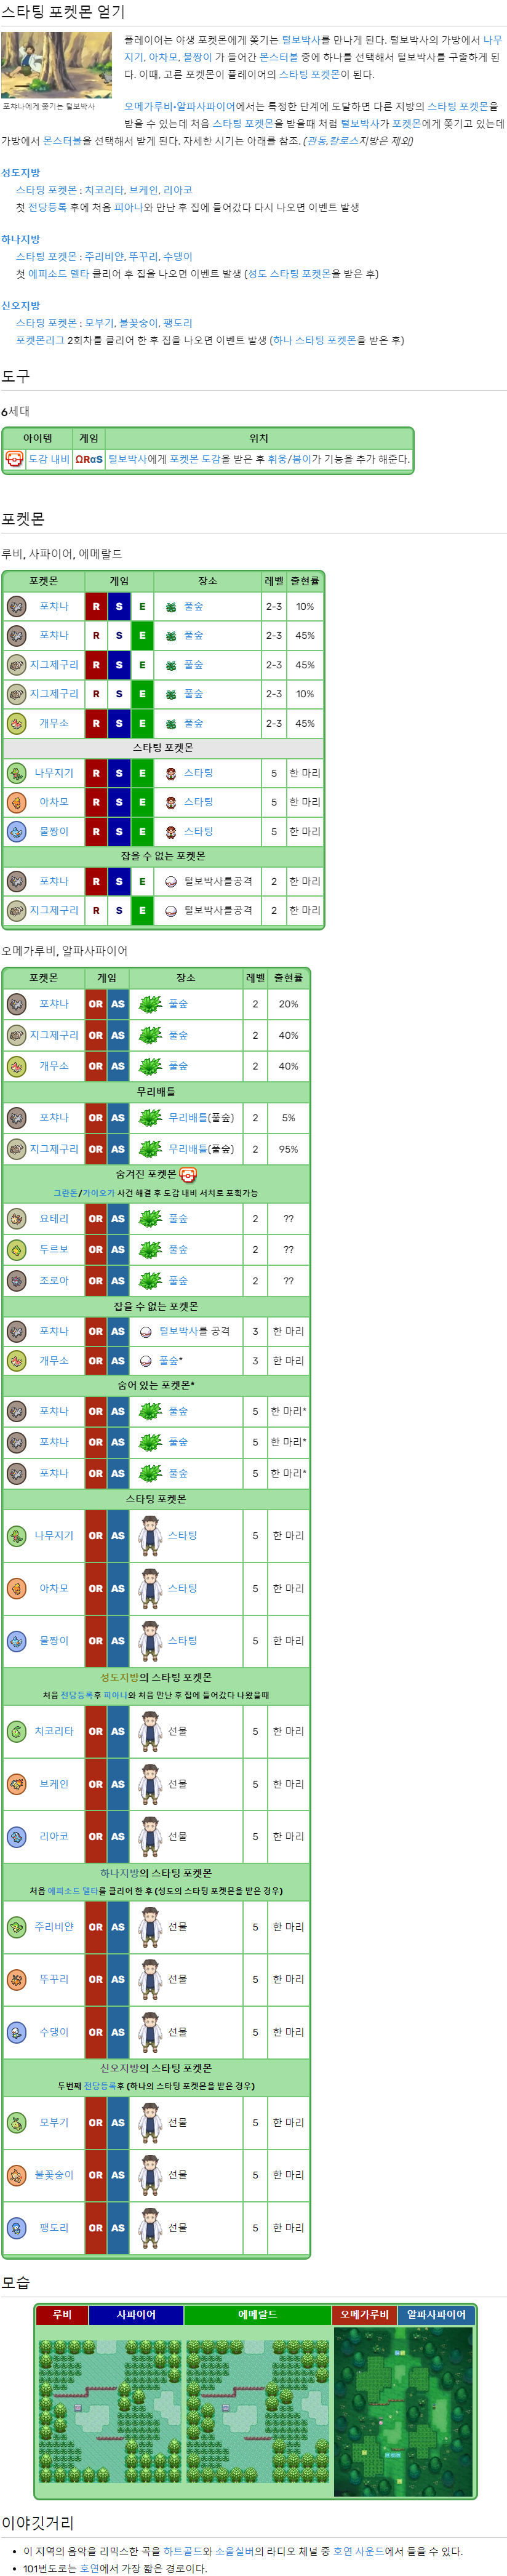 스타팅 포켓몬 얻기
플레이어는 야생 포켓몬에게 쫓기는 털보박사를 만나게 된다. 털보박사의 가방에서 나무
지기, 아차모, 물짱이 가 들어간 몬스터볼 중에 하나를 선택해서 털보박사를 구출하게 된
다. 이때, 고른 포켓몬이 플레이어의 스타팅 포켓몬이 된다.
포챠나에게 쫓기는 털보박사
오메가루비·알파사파이어에서는 특정한 단계에 도달하면 다른 지방의 스타팅 포켓몬을
받을 수 있는데 처음 스타팅 포켓몬을 받을때 처럼 털보박사가 포켓몬에게 쫓기고 있는데
가방에서 몬스터볼을 선택해서 받게 된다. 자세한 시기는 아래를 참조. (관동,칼로스지방은 제외)
성도지방
스타팅 포켓몬 : 치코리타, 브케인, 리아코
첫 전당등록 후에 처음 피아나와 만난 후 집에 들어갔다 다시 나오면 이벤트 발생
하나지방
스타팅 포켓몬 : 주리비얀, 뚜꾸리, 수댕이
첫 에피소드 델타 클리어 후 집을 나오면 이벤트 발생 (성도 스타팅 포켓몬을 받은 후)
신오지방
스타팅 포켓몬 : 모부기, 불꽃숭이, 팽도리
포켓몬리그 2회차를 클리어 한 후 집을 나오면 이벤트 발생 (하나 스타팅 포켓몬을 받은 후)
도구
6세대
아이템 게임 위치
도감 내비 ΩRαS 털보박사에게 포켓몬 도감을 받은 후 휘웅/봄이가 기능을 추가 해준다.
포켓몬
루비, 사파이어, 에메랄드
포켓몬 게임 장소 레벨 출현률
포챠나 R S E 풀숲 2-3 10%
포챠나 R S E 풀숲 2-3 45%
지그제구리 R S E 풀숲 2-3 45%
지그제구리 R S E 풀숲 2-3 10%
개무소 R S E 풀숲 2-3 45%
스타팅 포켓몬
나무지기 R S E 스타팅 5 한 마리
아차모 R S E 스타팅 5 한 마리
물짱이 R S E 스타팅 5 한 마리
잡을 수 없는 포켓몬
포챠나 R S E 털보박사를공격 2 한 마리
지그제구리 R S E 털보박사를공격 2 한 마리
오메가루비, 알파사파이어
포켓몬 게임 장소 레벨 출현률
포챠나 OR AS 풀숲 2 20%
지그제구리 OR AS 풀숲 2 40%
개무소 OR AS 풀숲 2 40%
무리배틀
포챠나 OR AS 무리배틀(풀숲) 2 5%
지그제구리 OR AS 무리배틀(풀숲) 2 95%
숨겨진 포켓몬
그란돈/가이오가 사건 해결 후 도감 내비 서치로 포획가능
요테리 OR AS 풀숲 2 ??
두르보 OR AS 풀숲 2 ??
조로아 OR AS 풀숲 2 ??
잡을 수 없는 포켓몬
포챠나 OR AS 털보박사를 공격 3 한 마리
개무소 OR AS 풀숲* 3 한 마리
숨어 있는 포켓몬*
포챠나 OR AS 풀숲 5 한 마리*
포챠나 OR AS 풀숲 5 한 마리*
포챠나 OR AS 풀숲 5 한 마리*
스타팅 포켓몬
나무지기 OR AS 스타팅 5 한 마리
아차모 OR AS 스타팅 5 한 마리
물짱이 OR AS 스타팅 5 한 마리
성도지방의 스타팅 포켓몬
처음 전당등록후 피아나와 처음 만난 후 집에 들어갔다 나왔을때
치코리타 OR AS 선물 5 한 마리
브케인 OR AS 선물 5 한 마리
리아코 OR AS 선물 5 한 마리
하나지방의 스타팅 포켓몬
처음 에피소드 델타를 클리어 한 후 (성도의 스타팅 포켓몬을 받은 경우)
주리비얀 OR AS 선물 5 한 마리
뚜꾸리 OR AS 선물 5 한 마리
수댕이 OR AS 선물 5 한 마리
신오지방의 스타팅 포켓몬
두번째 전당등록후 (하나의 스타팅 포켓몬을 받은 경우)
모부기 OR AS 선물 5 한 마리
불꽃숭이 OR AS 선물 5 한 마리
팽도리 OR AS 선물 5 한 마리
모습
루비 사파이어 에메랄드 오메가루비 알파사파이어
이야깃거리
이 지역의 음악을 리믹스한 곡을 하트골드와 소울실버의 라디오 채널 중 호연 사운드에서 들을 수 있다.
101번도로는 호연에서 가장 짧은 경로이다.